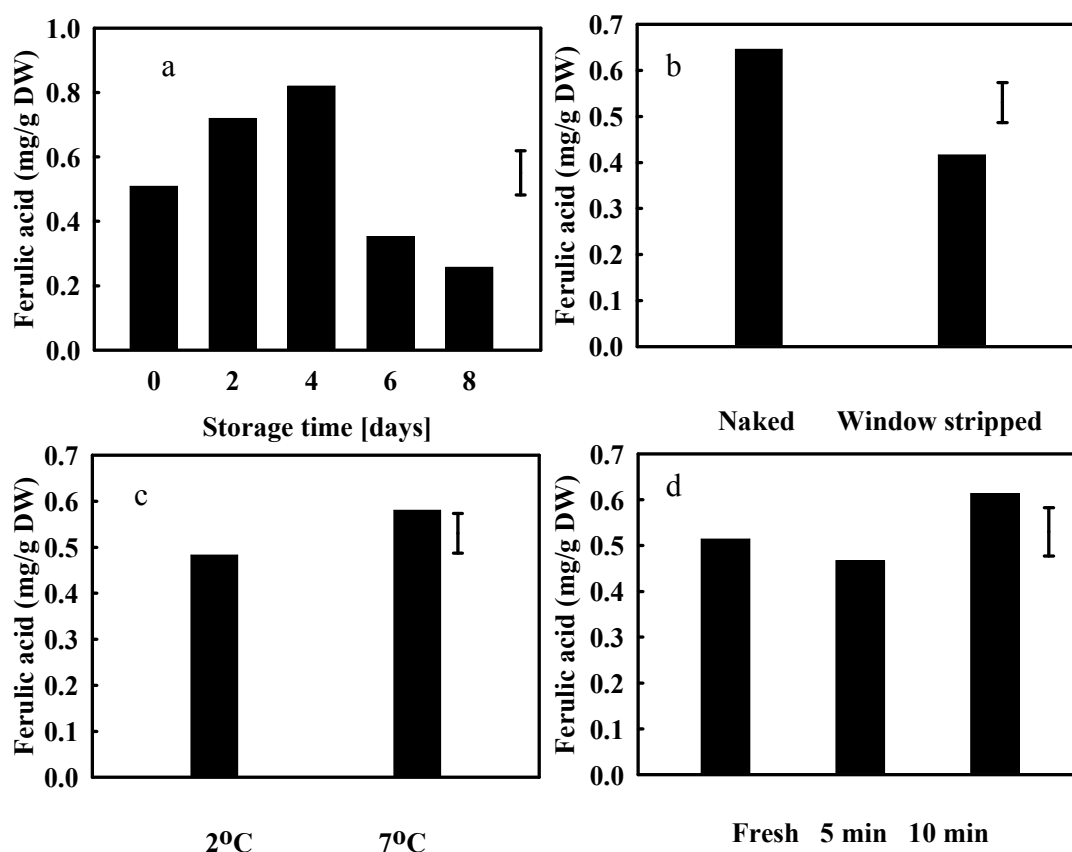 a
Ferulic acid (mg/g DW)
1.0
0.8
0.6
0.4
0.2
0.0
0 2 4 6 8
Storage time [days]
b
Ferulic acid (mg/g DW)
0.7
0.6
0.5
0.4
0.3
0.2
0.1
0.0
Naked Window stripped
c
Ferulic acid (mg/g DW)
0.7
0.6
0.5
0.4
0.3
0.2
0.1
0.0
2ºC 7ºC
d
Ferulic acid (mg/g DW)
0.7
0.6
0.5
0.4
0.3
0.2
0.1
0.0
Fresh 5 min 10 min